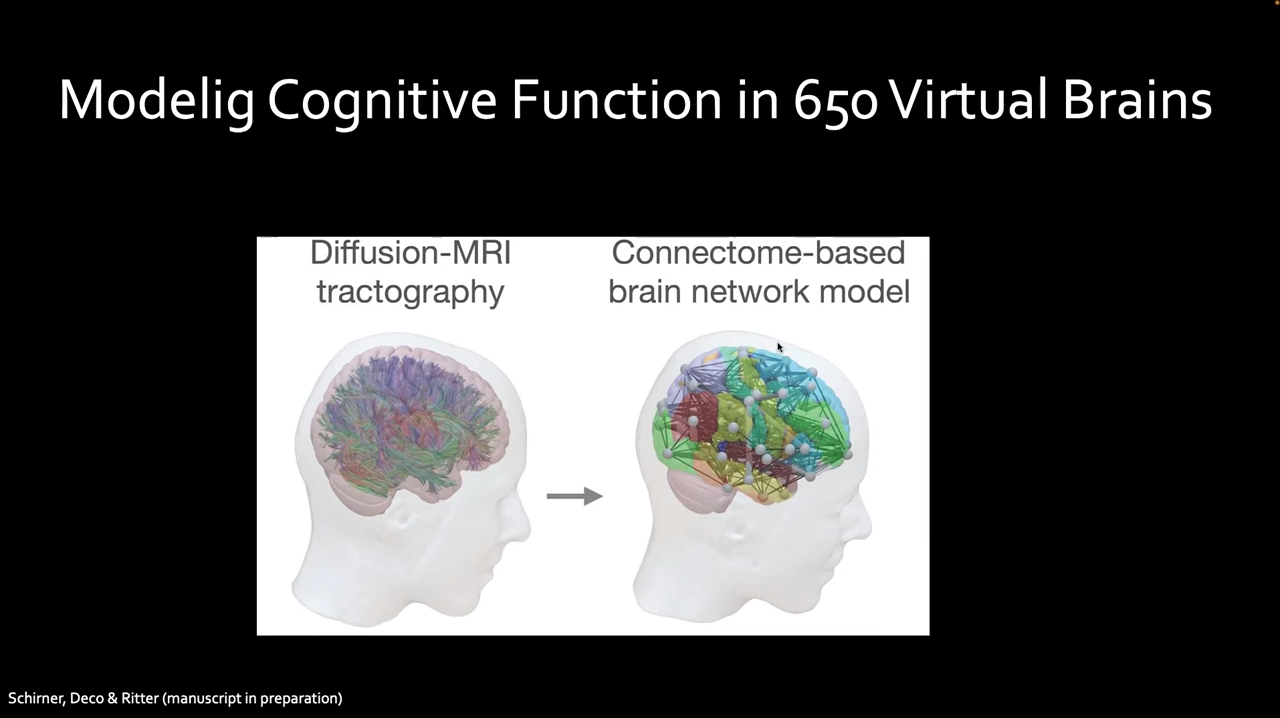 Modelig Cognitive Function in 650 Virtual Brains
Diffusion-MRI
tractography
Connectome-based
brain network model
Schirner, Deco & Ritter (manuscript in preparation)